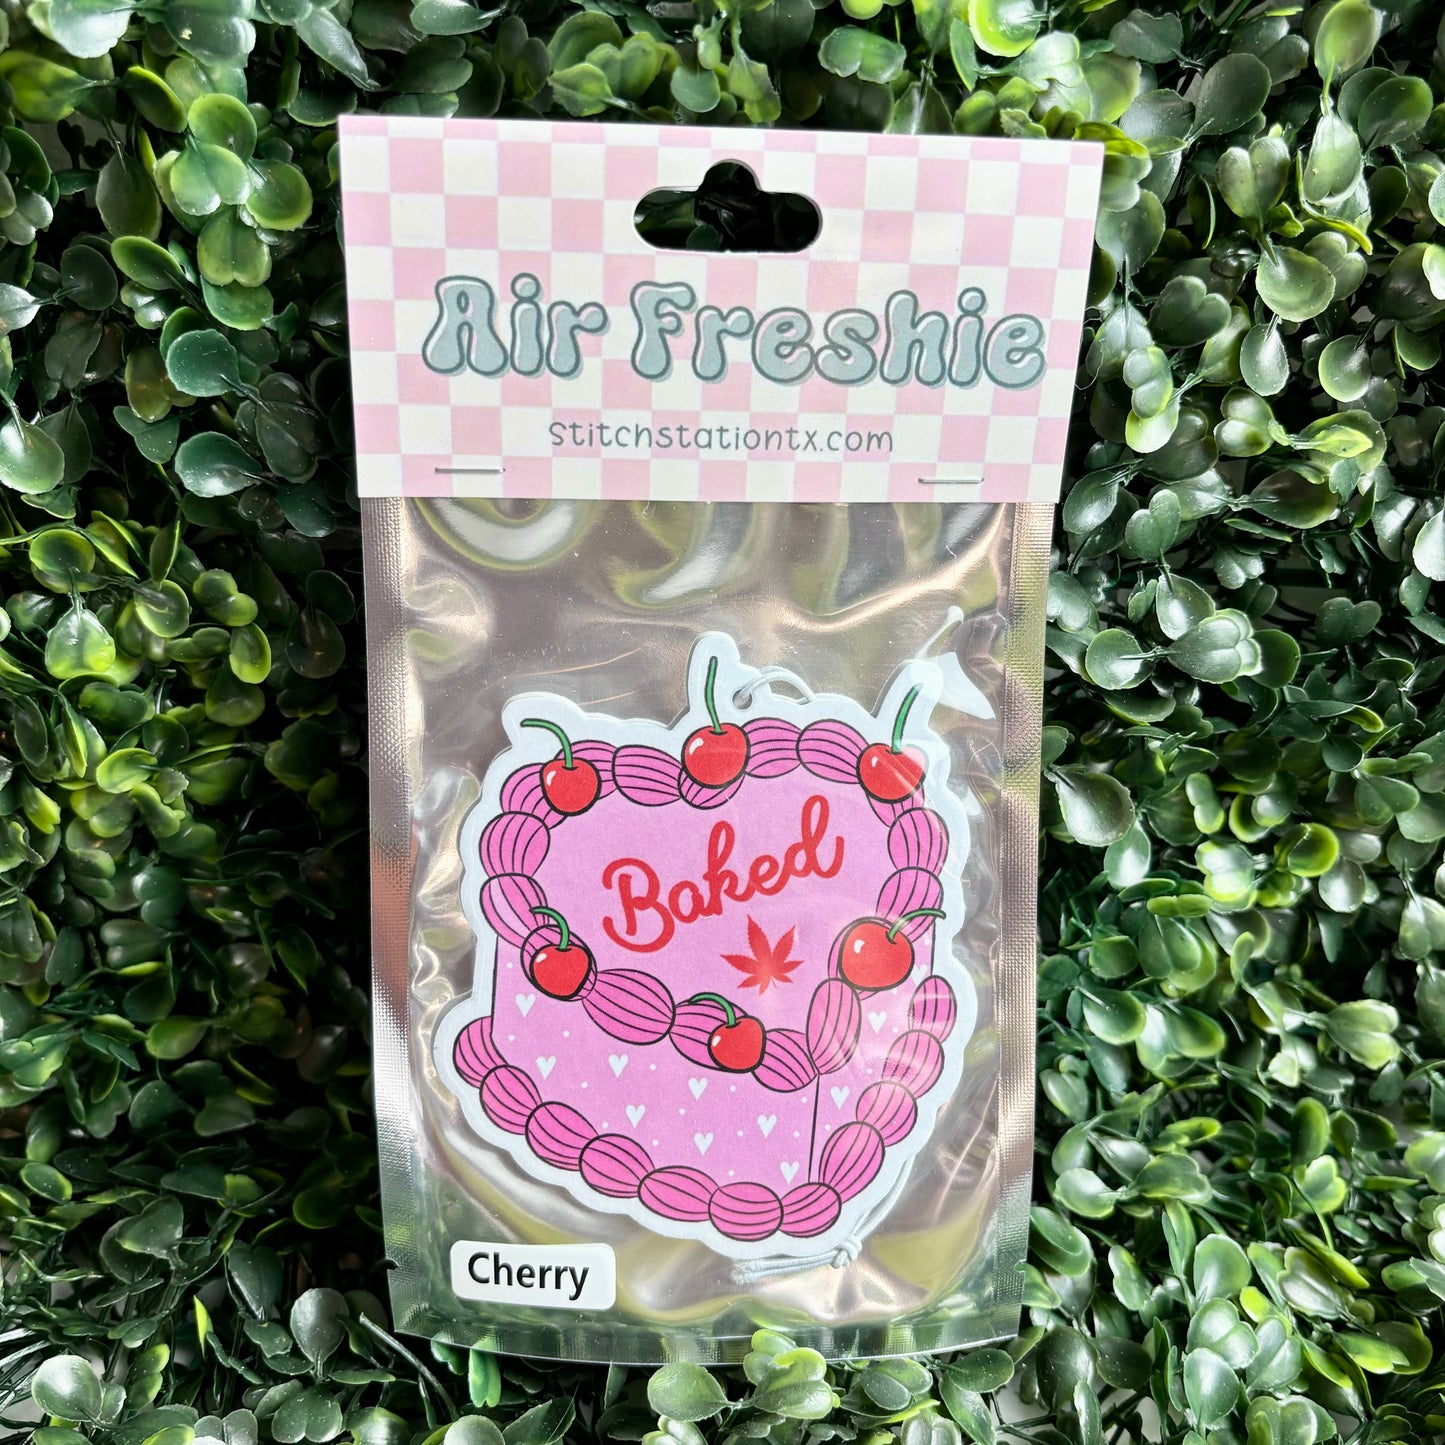 Air Freshie
stitchstationtx.com
Baked
Cherry